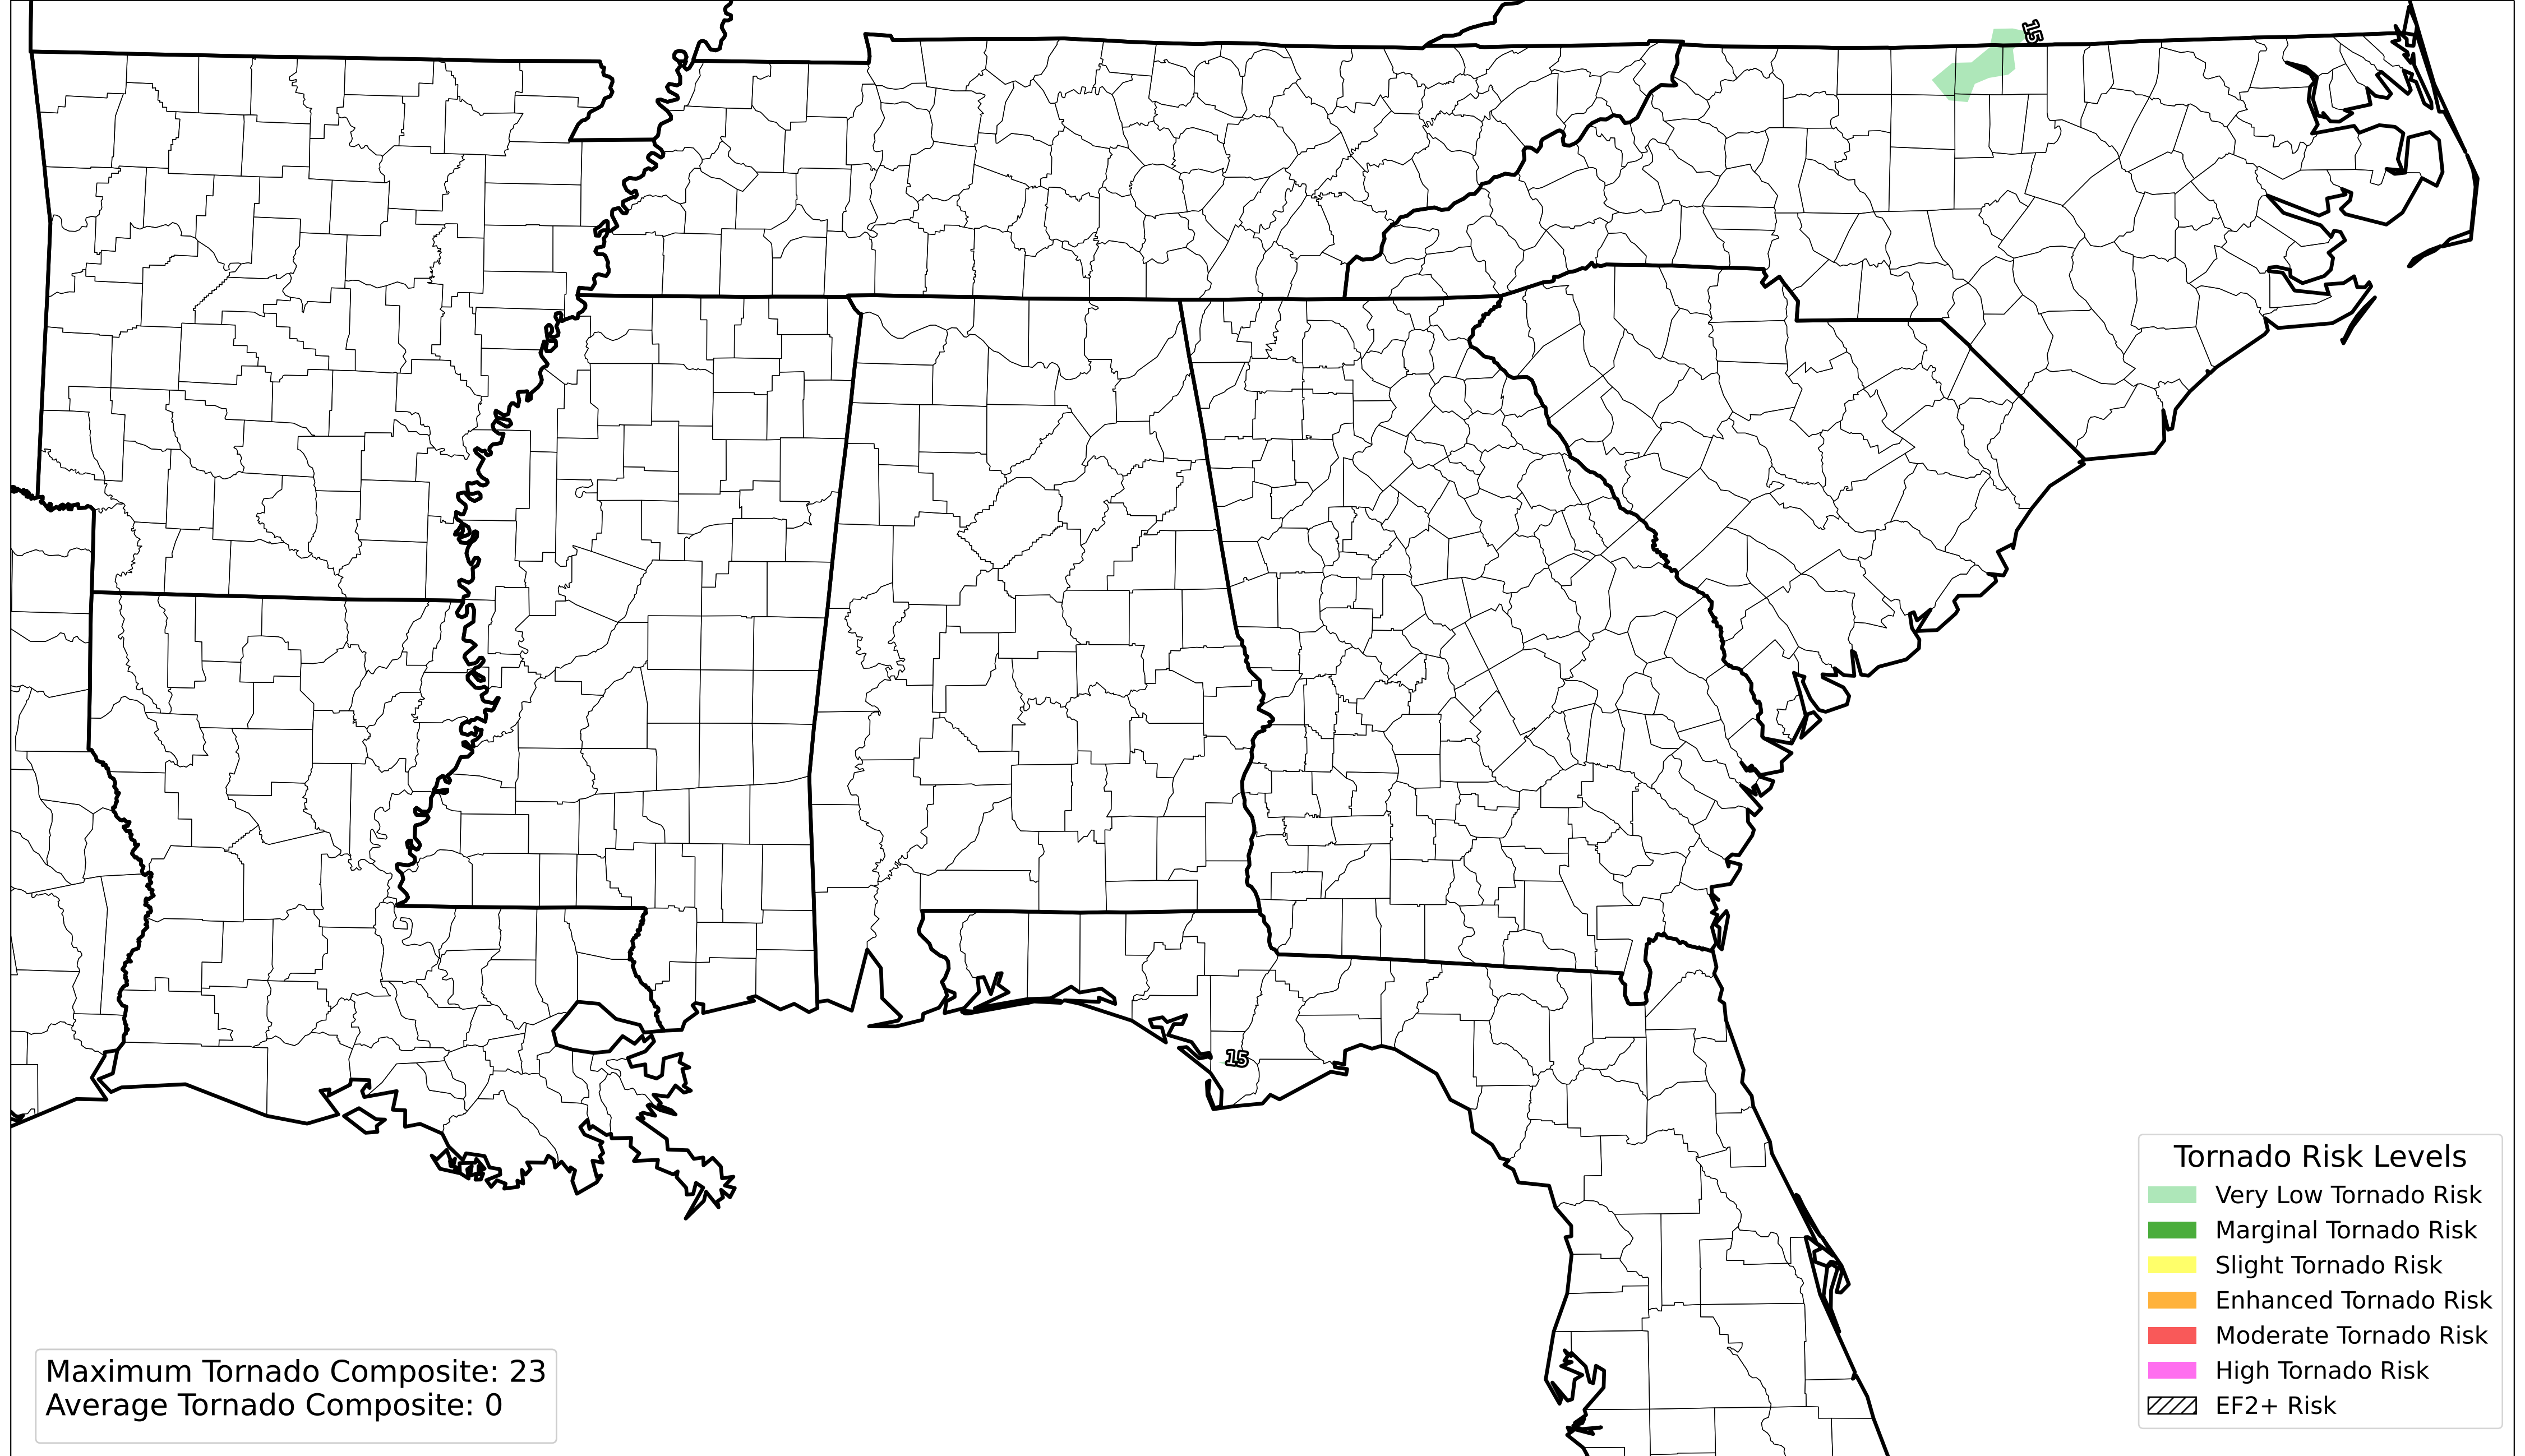 15
15
Tornado Risk Levels
Very Low Tornado Risk
Marginal Tornado Risk
Slight Tornado Risk
Enhanced Tornado Risk
Moderate Tornado Risk
High Tornado Risk
EF2+ Risk
Maximum Tornado Composite: 23
Average Tornado Composite: 0